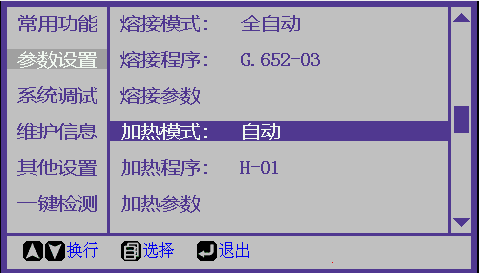 常用功能
参数设置
系统调试
维护信息
其他设置
一键检测
熔接模式: 全自动
熔接程序: G.652-03
熔接参数
加热模式: 自动
加热程序: H-01
加热参数
换行 选择 退出